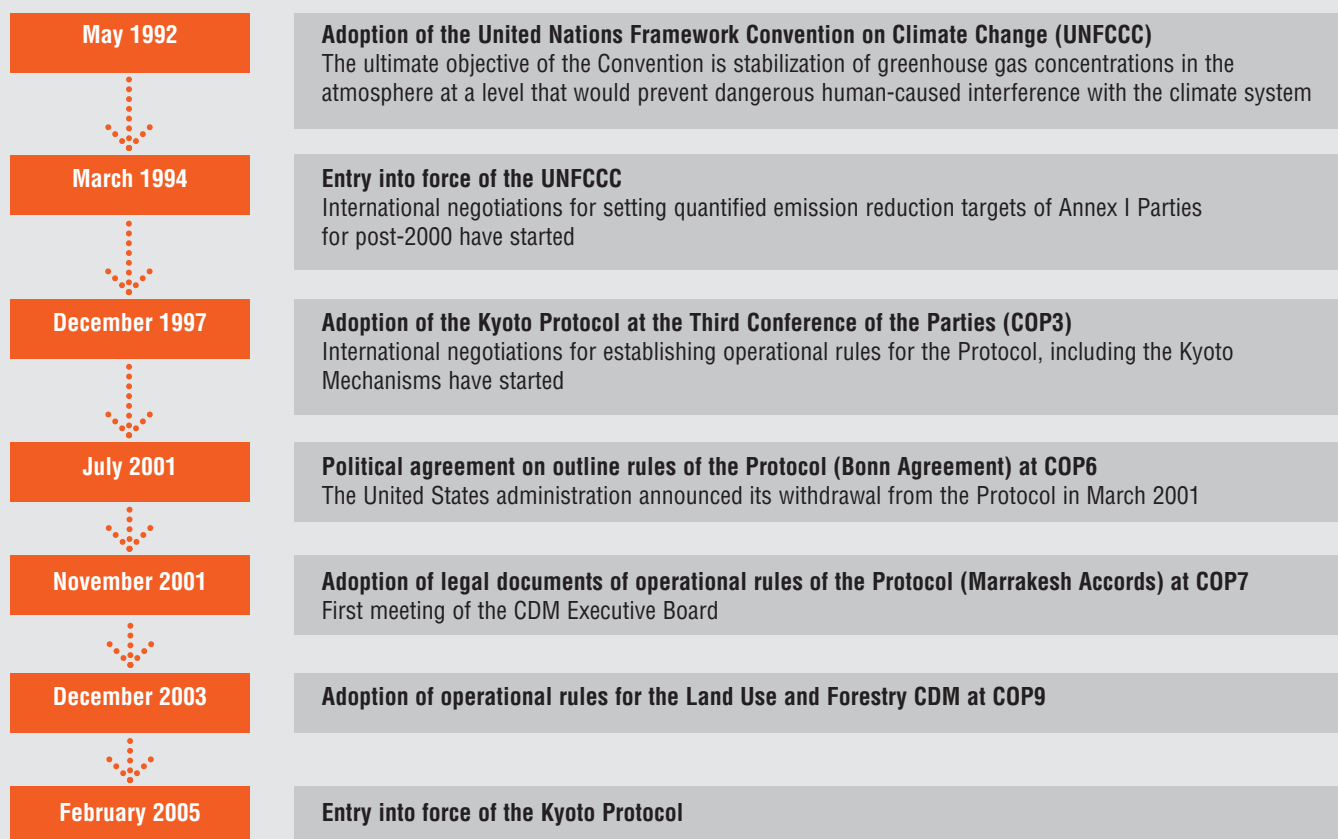 May 1992
Adoption of the United Nations Framework Convention on Climate Change (UNFCCC)
The ultimate objective of the Convention is stabilization of greenhouse gas concentrations in the
atmosphere at a level that would prevent dangerous human-caused interference with the climate system
March 1994
Entry into force of the UNFCCC
International negotiations for setting quantified emission reduction targets of Annex I Parties
for post-2000 have started
December 1997
Adoption of the Kyoto Protocol at the Third Conference of the Parties (COP3)
International negotiations for establishing operational rules for the Protocol, including the Kyoto
Mechanisms have started
July 2001
Political agreement on outline rules of the Protocol (Bonn Agreement) at COP6
The United States administration announced its withdrawal from the Protocol in March 2001
November 2001
Adoption of legal documents of operational rules of the Protocol (Marrakesh Accords) at COP7
First meeting of the CDM Executive Board
December 2003
Adoption of operational rules for the Land Use and Forestry CDM at COP9
February 2005
Entry into force of the Kyoto Protocol